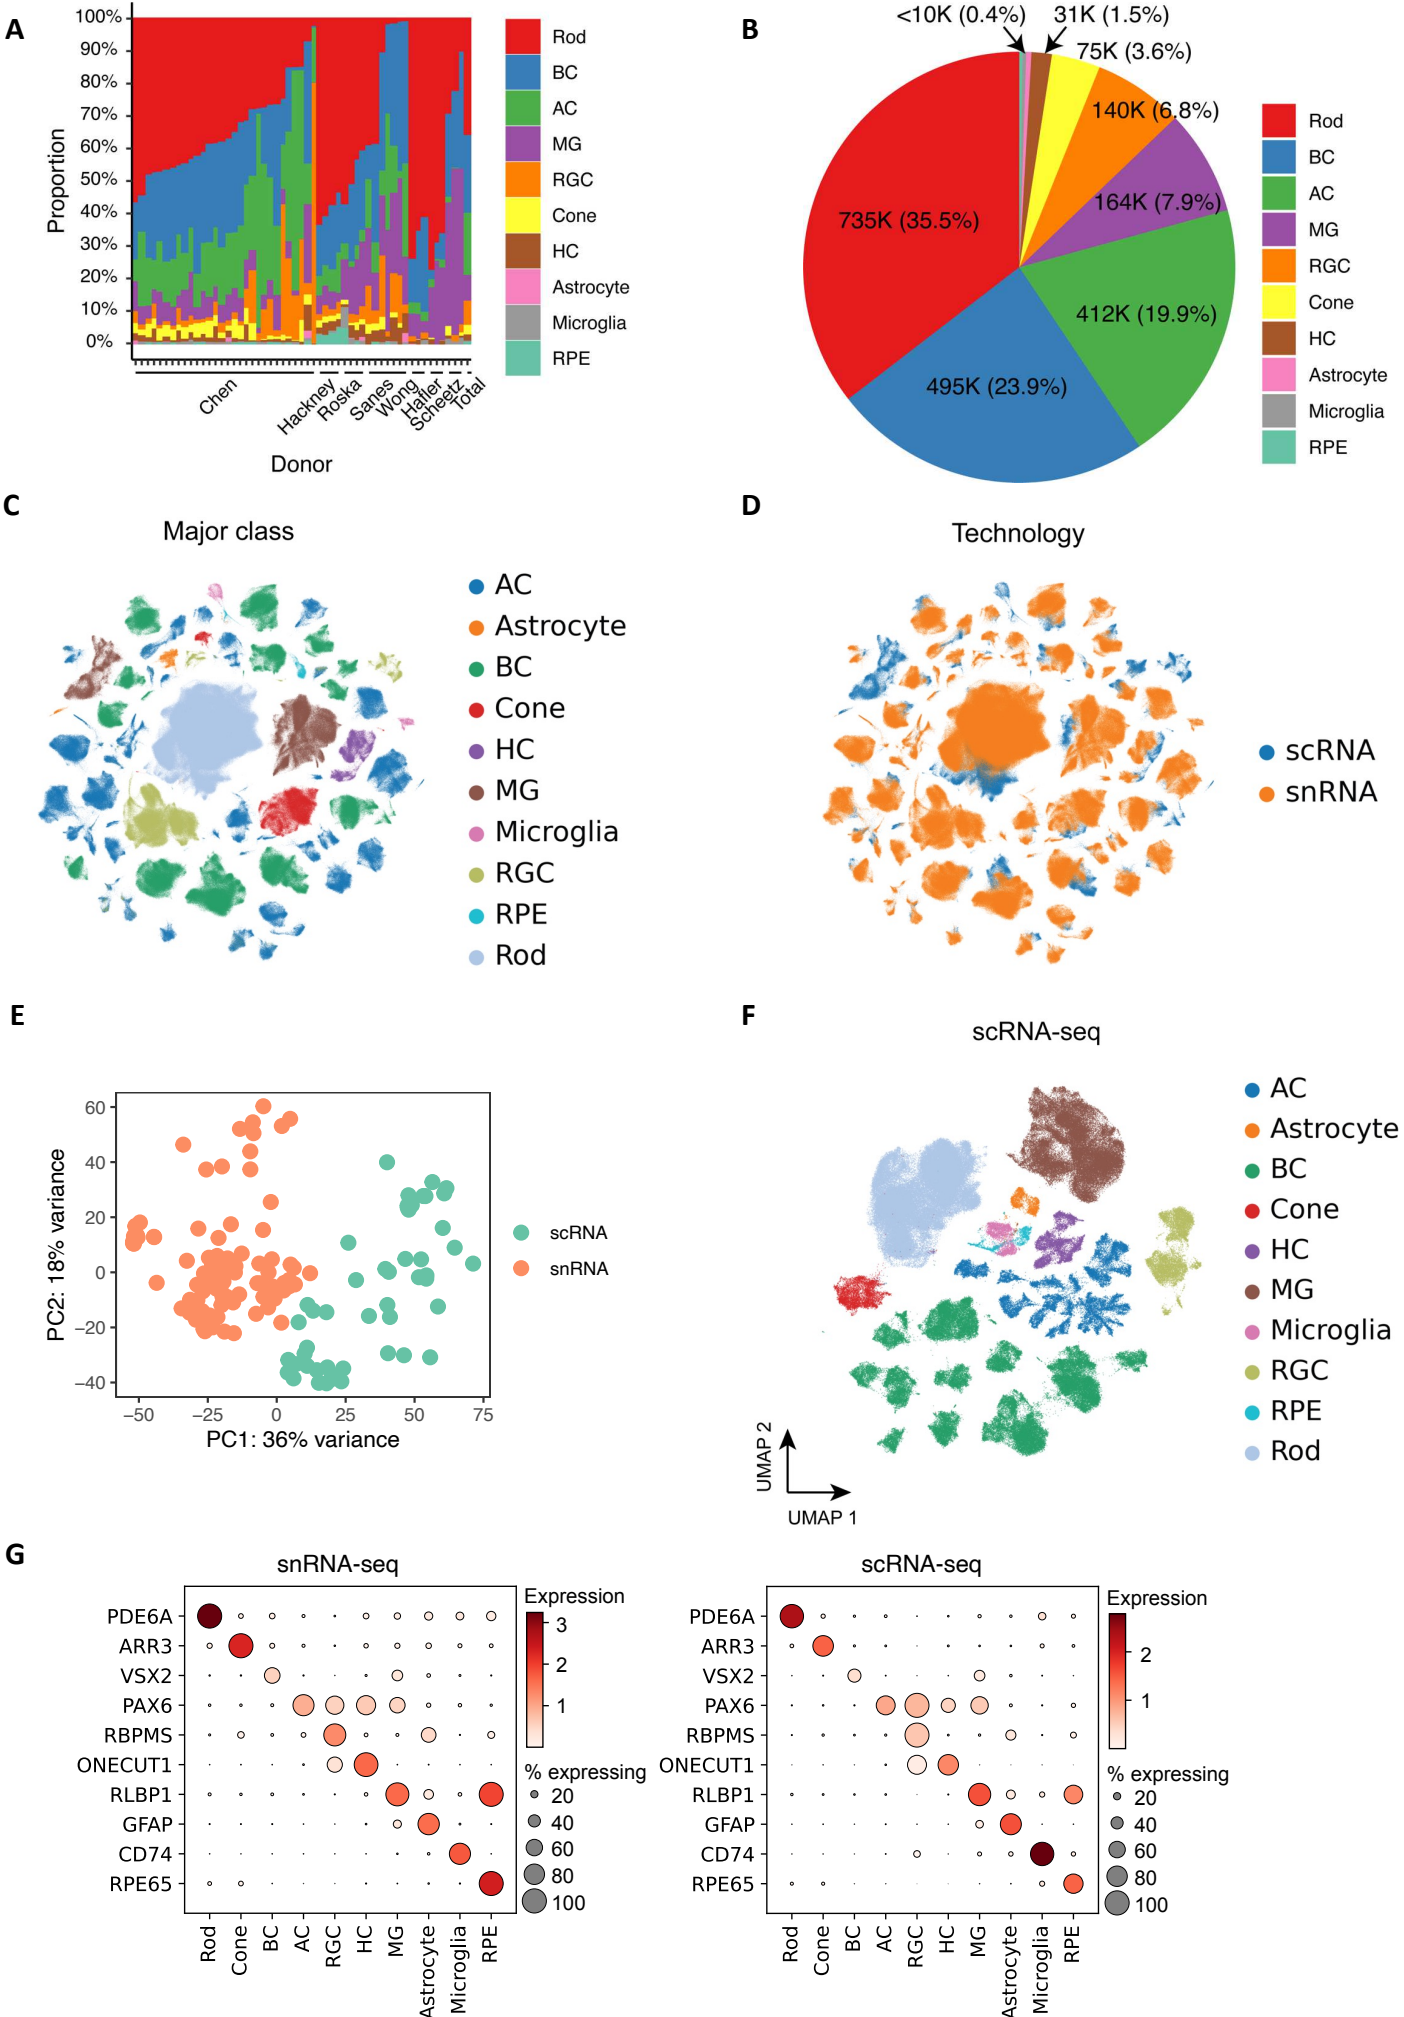 A
100%
90%
80%
70%
60%
50%
40%
30%
20%
10%
0%
Proportion
Chen
Hackney
Roska
Sanes
Wong
Hafler
Scheetz
Total
Donor
Rod
BC
AC
MG
RGC
Cone
HC
Astrocyte
Microglia
RPE
B
<10K (0.4%)
31K (1.5%)
75K (3.6%)
140K (6.8%)
164K (7.9%)
412K (19.9%)
495K (23.9%)
735K (35.5%)
Rod
BC
AC
MG
RGC
Cone
HC
Astrocyte
Microglia
RPE
C
Major class
AC
Astrocyte
BC
Cone
HC
MG
Microglia
RGC
RPE
Rod
D
Technology
scRNA
snRNA
E
60
40
20
0
−20
−40
PC2: 18% variance
−50
−25
0
25
50
75
PC1: 36% variance
scRNA
snRNA
F
scRNA-seq
AC
Astrocyte
BC
Cone
HC
MG
Microglia
RGC
RPE
Rod
UMAP 2
UMAP 1
G
snRNA-seq
PDE6A
ARR3
VSX2
PAX6
RBPMS
ONECUT1
RLBP1
GFAP
CD74
RPE65
Rod
Cone
BC
AC
RGC
HC
MG
Astrocyte
Microglia
RPE
Expression
3
2
1
% expressing
20
40
60
80
100
scRNA-seq
PDE6A
ARR3
VSX2
PAX6
RBPMS
ONECUT1
RLBP1
GFAP
CD74
RPE65
Rod
Cone
BC
AC
RGC
HC
MG
Astrocyte
Microglia
RPE
Expression
2
1
% expressing
20
40
60
80
100